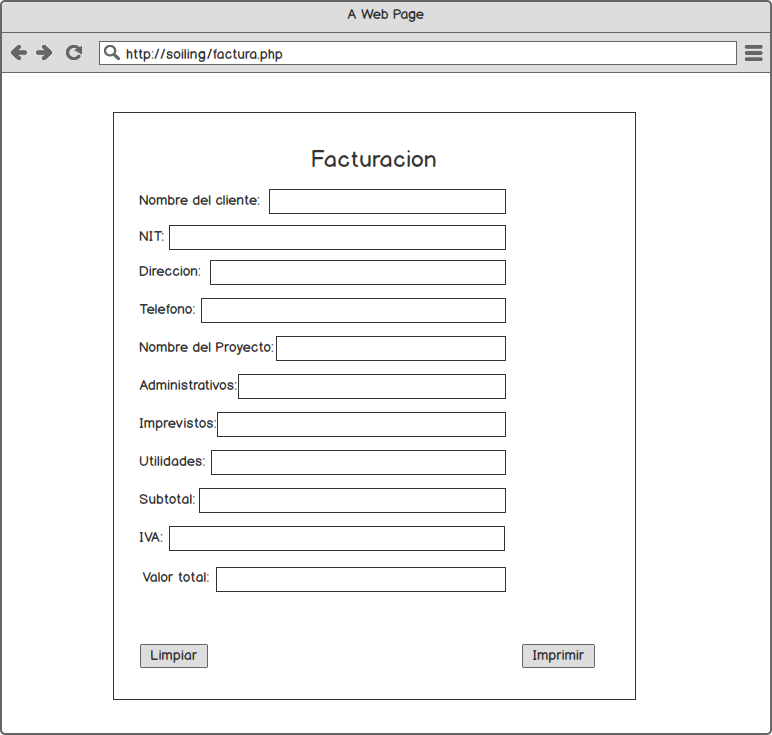 A Web Page
http://soiling/factura.php
Facturacion
Nombre del cliente:
NIT:
Direccion:
Telefono:
Nombre del Proyecto:
Administrativos:
Imprevistos:
Utilidades:
Subtotal:
IVA:
Valor total:
Limpiar
Imprimir